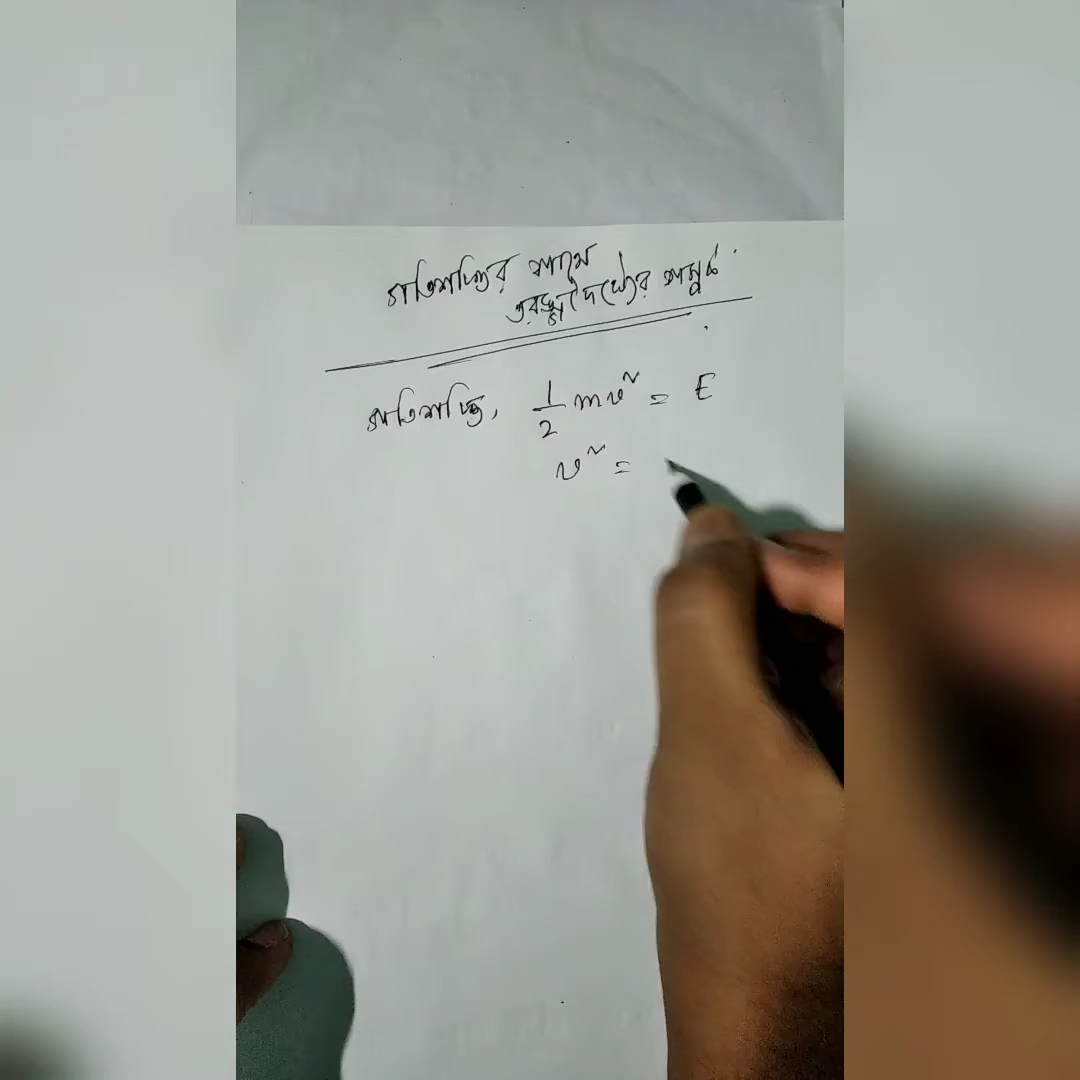 গতিশক্তির সাথে
তরঙ্গদৈর্ঘ্যের সম্পর্ক
গতিশক্তি, 1/2 mv² = E
v² =